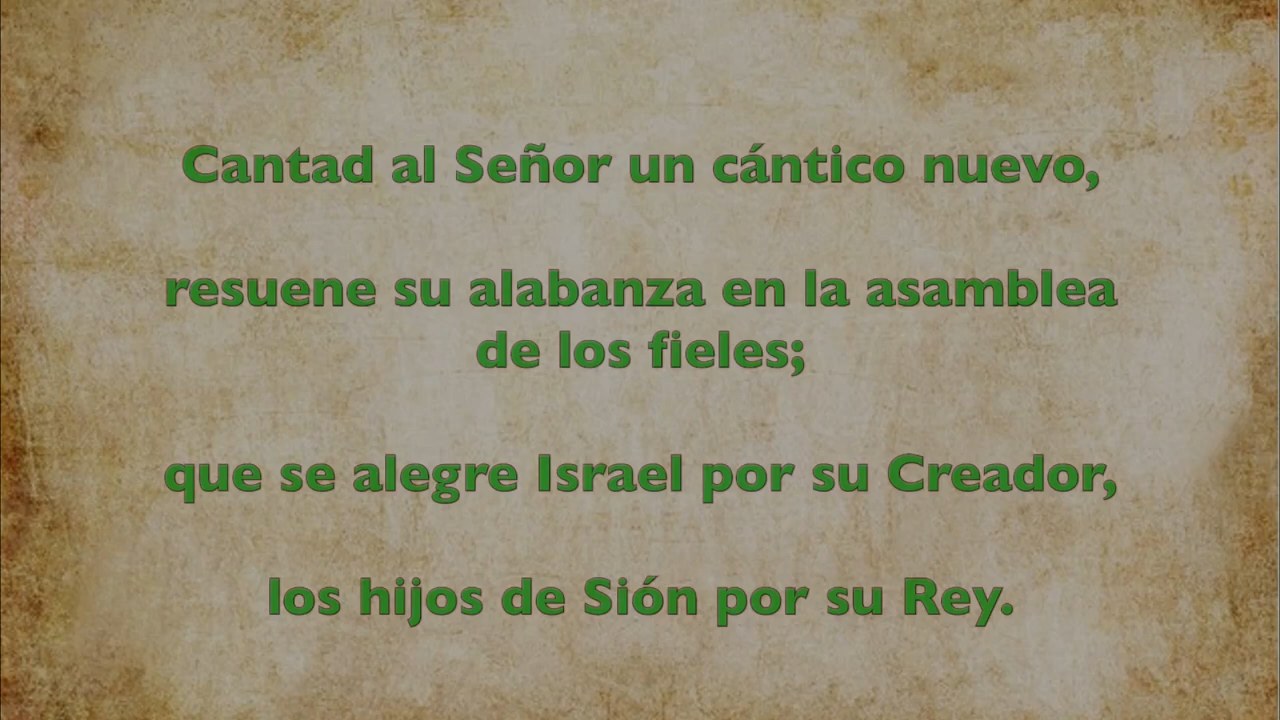 Cantad al Señor un cántico nuevo,
resuene su alabanza en la asamblea
de los fieles;
que se alegre Israel por su Creador,
los hijos de Sión por su Rey.